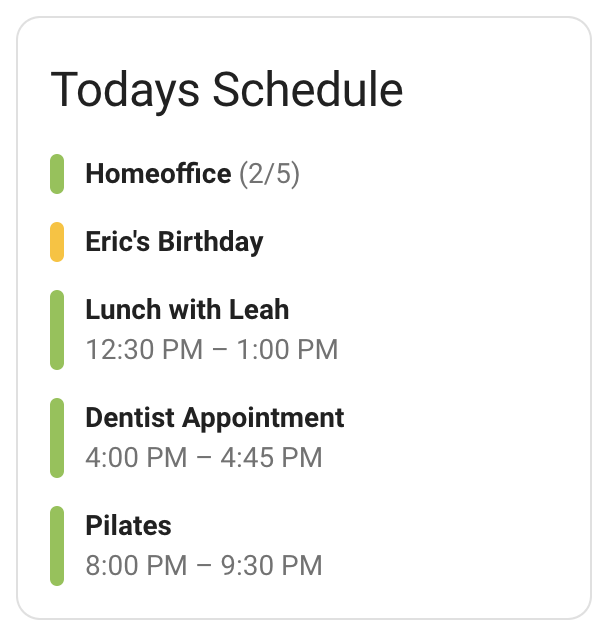 Todays Schedule
Homeoffice (2/5)
Eric's Birthday
Lunch with Leah
12:30 PM – 1:00 PM
Dentist Appointment
4:00 PM – 4:45 PM
Pilates
8:00 PM – 9:30 PM